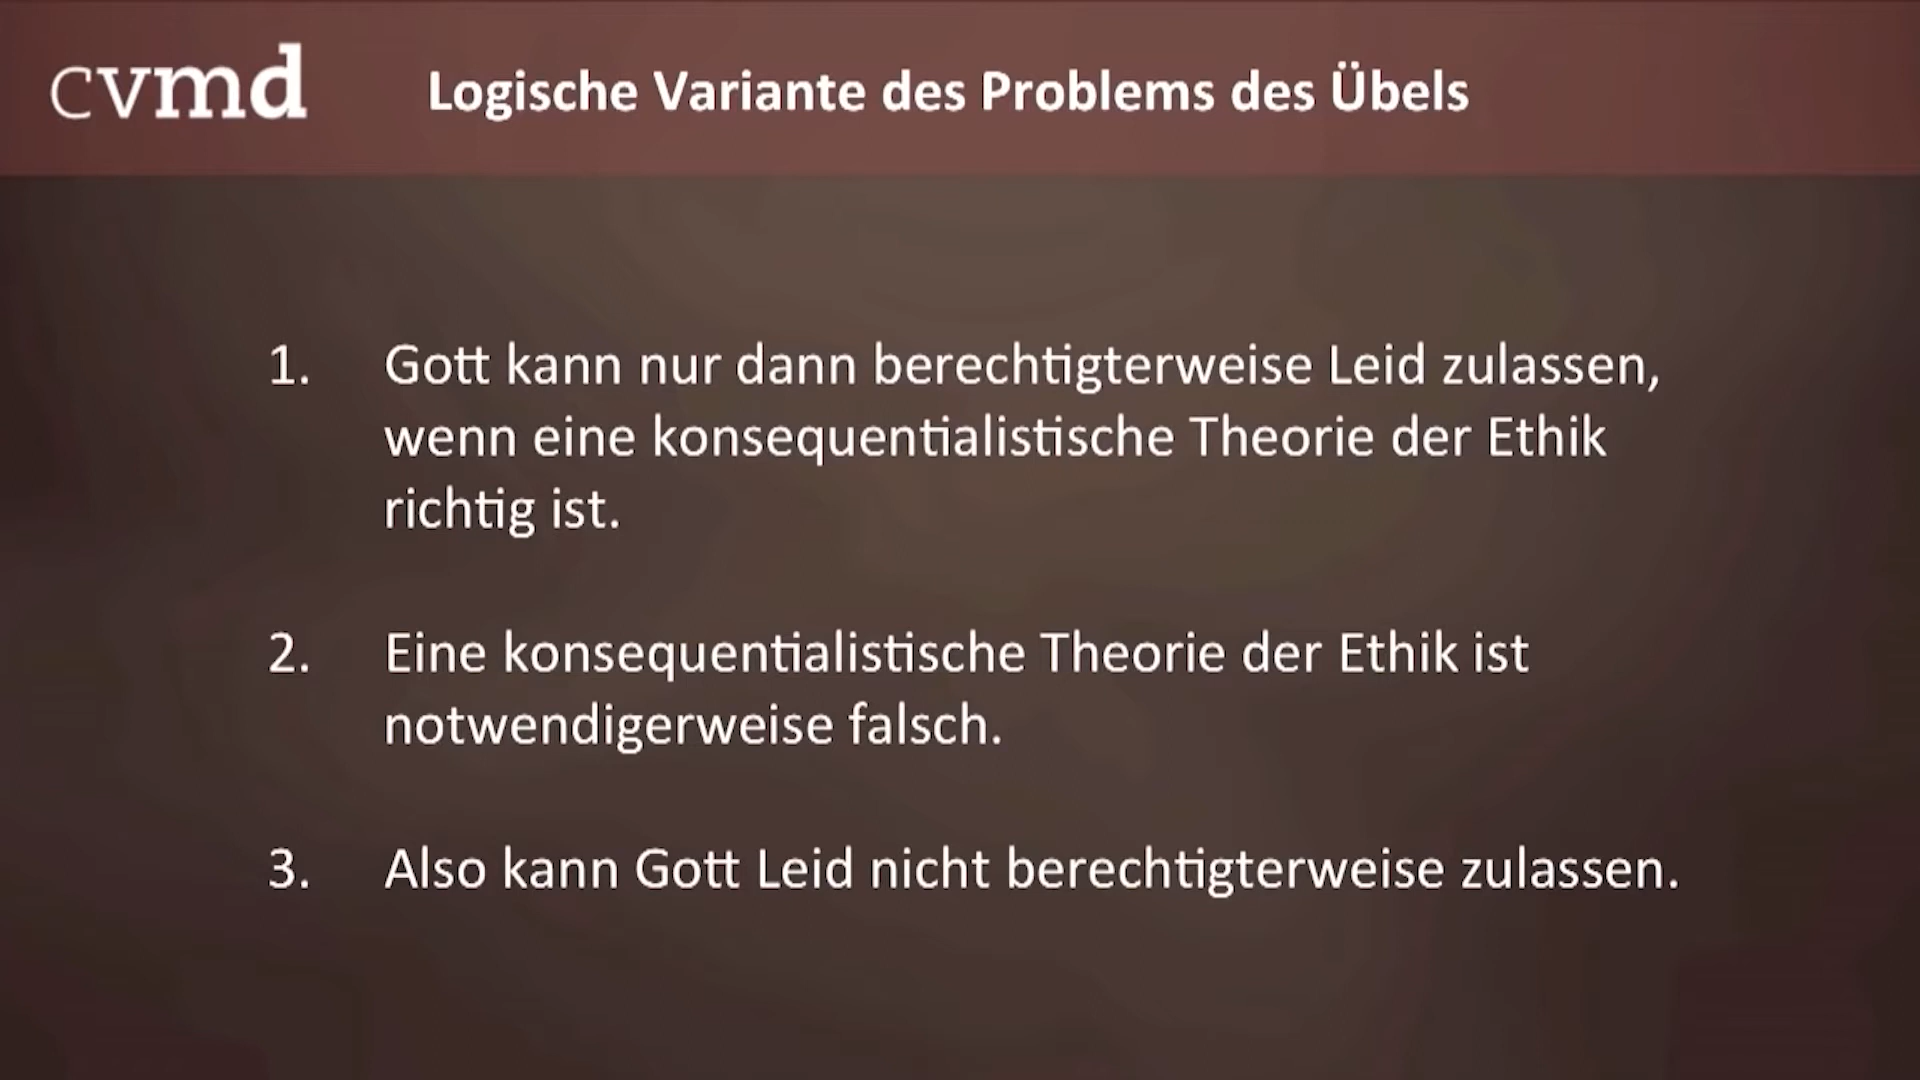 cvmd
Logische Variante des Problems des Übels
1. Gott kann nur dann berechtigterweise Leid zulassen,
wenn eine konsequentialistische Theorie der Ethik
richtig ist.
2. Eine konsequentialistische Theorie der Ethik ist
notwendigerweise falsch.
3. Also kann Gott Leid nicht berechtigterweise zulassen.